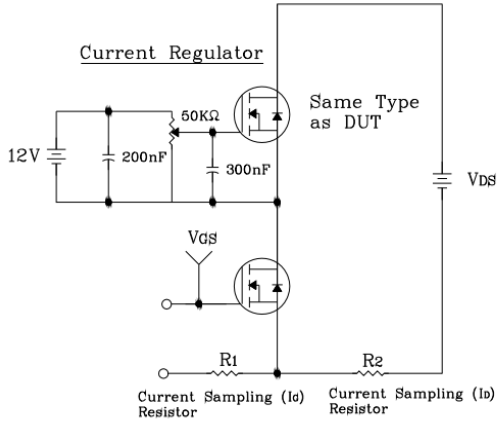 Current Regulator
50KΩ
Same Type
as DUT
12V
200nF
300nF
VDS
VGS
R1
R2
Current Sampling (IG)
Resistor
Current Sampling (ID)
Resistor